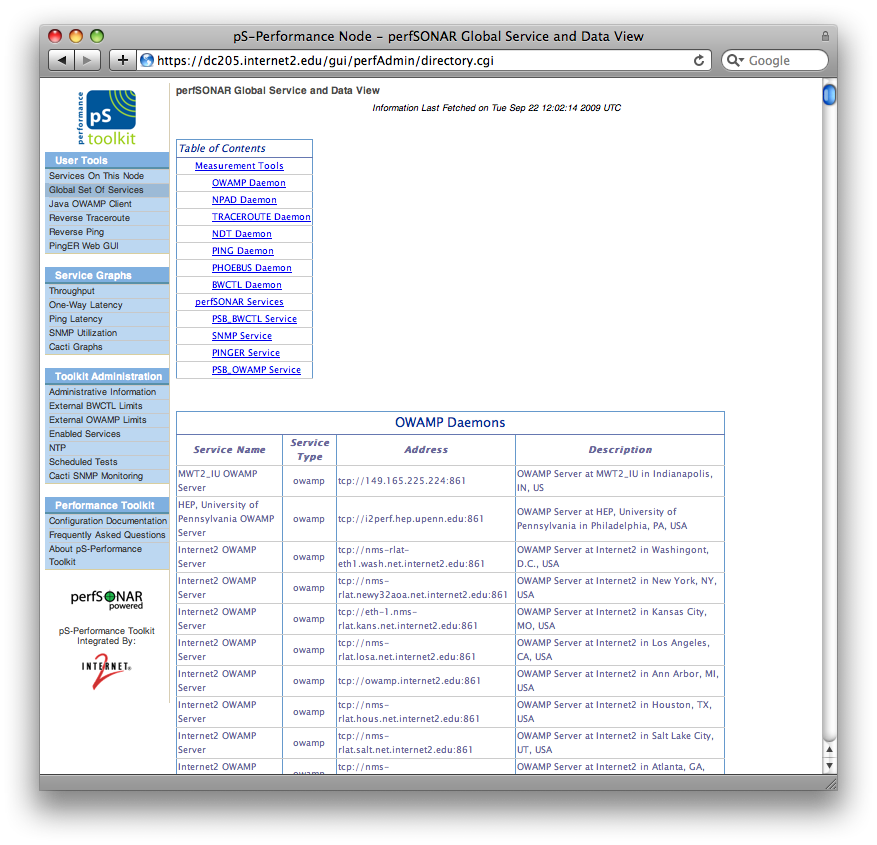 pS-Performance Node – perfSONAR Global Service and Data View
https://dc205.internet2.edu/gui/perfAdmin/directory.cgi
Google
performance
pS
toolkit
User Tools
Services On This Node
Global Set Of Services
Java OWAMP Client
Reverse Traceroute
Reverse Ping
PingER Web GUI
Service Graphs
Throughput
One-Way Latency
Ping Latency
SNMP Utilization
Cacti Graphs
Toolkit Administration
Administrative Information
External BWCTL Limits
External OWAMP Limits
Enabled Services
NTP
Scheduled Tests
Cacti SNMP Monitoring
Performance Toolkit
Configuration Documentation
Frequently Asked Questions
About pS-Performance
Toolkit
perfSONAR
powered
pS-Performance Toolkit
Integrated By:
INTERNET
2
perfSONAR Global Service and Data View
Information Last Fetched on Tue Sep 22 12:02:14 2009 UTC
Table of Contents
Measurement Tools
OWAMP Daemon
NPAD Daemon
TRACEROUTE Daemon
NDT Daemon
PING Daemon
PHOEBUS Daemon
BWCTL Daemon
perfSONAR Services
PSB_BWCTL Service
SNMP Service
PINGER Service
PSB_OWAMP Service
OWAMP Daemons
Service Name Service Type Address Description
MWT2_IU OWAMP Server owamp tcp://149.165.225.224:861 OWAMP Server at MWT2_IU in Indianapolis, IN, US
HEP, University of Pennsylvania OWAMP Server owamp tcp://i2perf.hep.upenn.edu:861 OWAMP Server at HEP, University of Pennsylvania in Philadelphia, PA, USA
Internet2 OWAMP Server owamp tcp://nms-rlat-eth1.wash.net.internet2.edu:861 OWAMP Server at Internet2 in Washingont, D.C., USA
Internet2 OWAMP Server owamp tcp://nms-rlat.newy32aoa.net.internet2.edu:861 OWAMP Server at Internet2 in New York, NY, USA
Internet2 OWAMP Server owamp tcp://eth-1.nms-rlat.kans.net.internet2.edu:861 OWAMP Server at Internet2 in Kansas City, MO, USA
Internet2 OWAMP Server owamp tcp://nms-rlat.losa.net.internet2.edu:861 OWAMP Server at Internet2 in Los Angeles, CA, USA
Internet2 OWAMP Server owamp tcp://owamp.internet2.edu:861 OWAMP Server at Internet2 in Ann Arbor, MI, USA
Internet2 OWAMP Server owamp tcp://nms-rlat.hous.net.internet2.edu:861 OWAMP Server at Internet2 in Houston, TX, USA
Internet2 OWAMP Server owamp tcp://nms-rlat.salt.net.internet2.edu:861 OWAMP Server at Internet2 in Salt Lake City, UT, USA
Internet2 OWAMP owamp tcp://nms- OWAMP Server at Internet2 in Atlanta, GA,